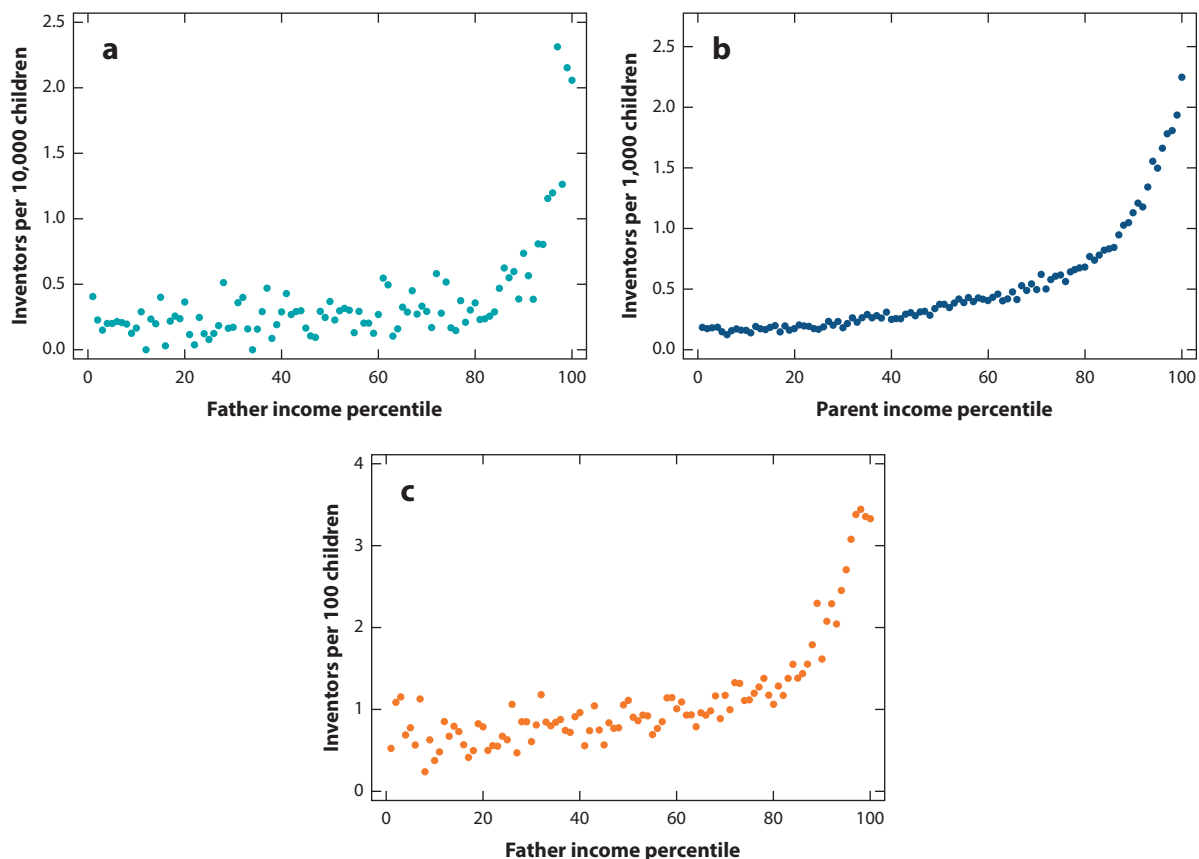 a
Inventors per 10,000 children
2.5
2.0
1.5
1.0
0.5
0.0
0 20 40 60 80 100
Father income percentile
b
Inventors per 1,000 children
2.5
2.0
1.5
1.0
0.5
0.0
0 20 40 60 80 100
Parent income percentile
c
Inventors per 100 children
4
3
2
1
0
0 20 40 60 80 100
Father income percentile